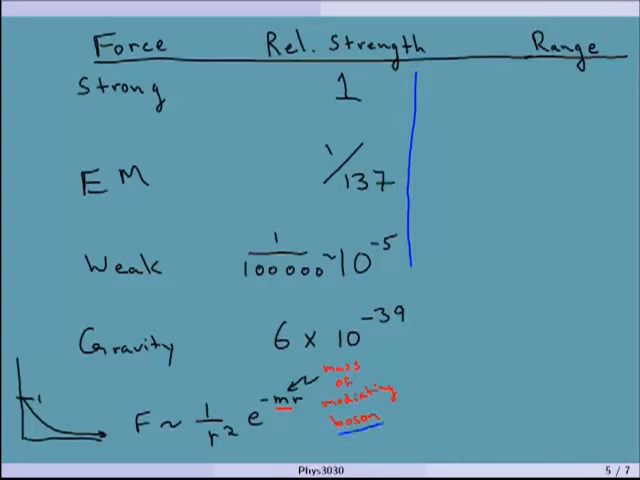 Force Rel. Strength Range
Strong 1
EM 1/137
Weak 1/100000 ~ 10^-5
Gravity 6 x 10^-39
mass
of
mediating
boson
1
F ~ 1/r^2 e^-mr
Phys3030 5 / 7